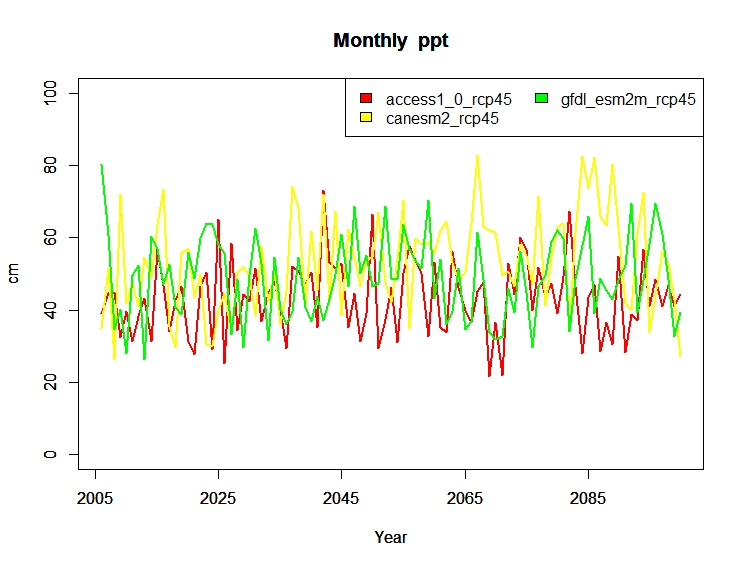 Monthly ppt
access1_0_rcp45 gfdl_esm2m_rcp45
canesm2_rcp45
100
80
60
40
20
0
cm
2005 2025 2045 2065 2085
Year